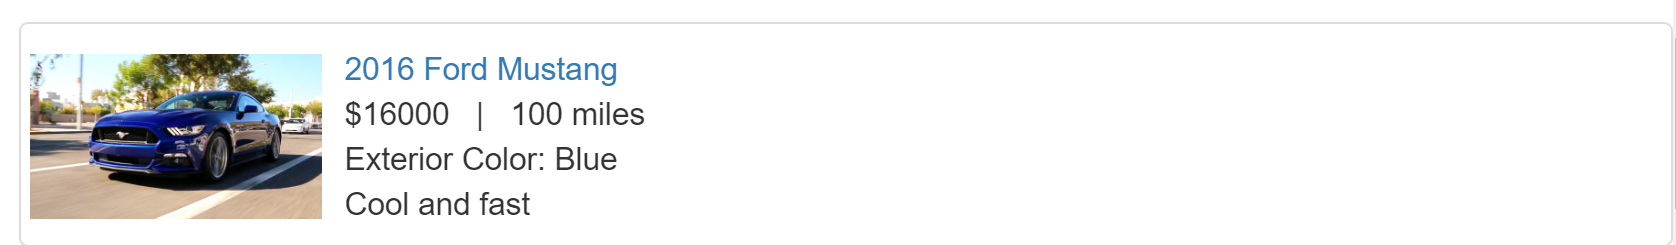 2016 Ford Mustang
$16000 | 100 miles
Exterior Color: Blue
Cool and fast